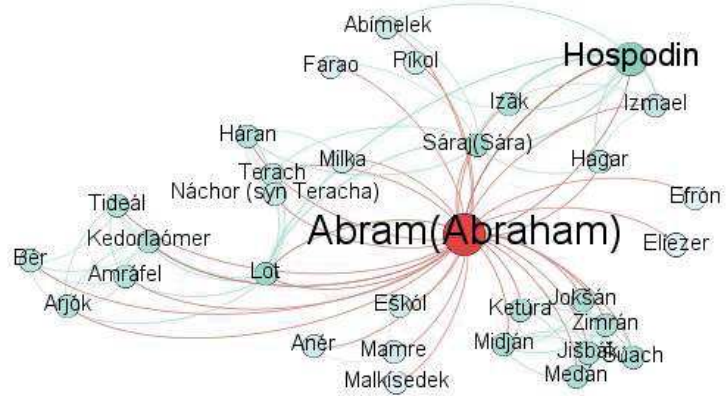 Abímelek
Farao
Píkol
Hospodin
Izák
Izmael
Háran
Sáraj(Sára)
Milka
Hagar
Terach
Náchor (syn Teracha)
Efrón
Tideál
Abram(Abraham)
Kedorlaómer
Eliezer
Ber
Amráfel
Lot
Arjók
Eškól
Ketúra
Jokšán
Zimrán
Anér
Mamre
Midján
Jišbák
Šúach
Malkísedek
Medán